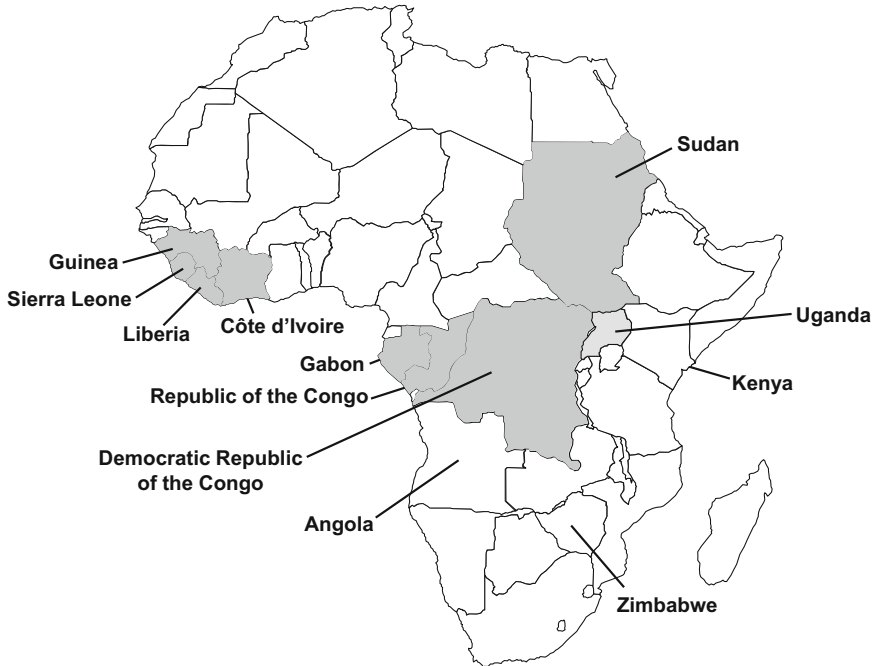 Sudan
Guinea
Sierra Leone
Liberia
Côte d'Ivoire
Uganda
Gabon
Kenya
Republic of the Congo
Democratic Republic
of the Congo
Angola
Zimbabwe